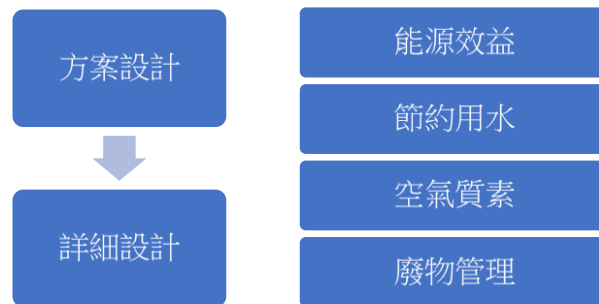 方案設計
詳細設計
能源效益
節約用水
空氣質素
廢物管理